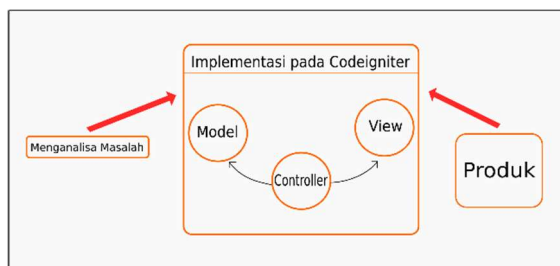 Implementasi pada Codeigniter
Model
View
Menganalisa Masalah
Controller
Produk